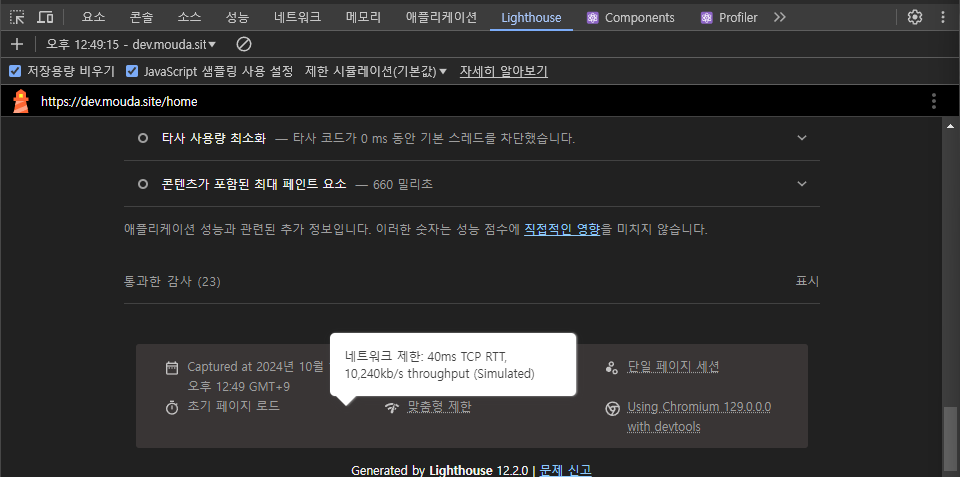 요소 콘솔 소스 성능 네트워크 메모리 애플리케이션 Lighthouse Components Profiler
오후 12:49:15 - dev.mouda.sit
저장용량 비우기 JavaScript 샘플링 사용 설정 제한 시뮬레이션(기본값) 자세히 알아보기
https://dev.mouda.site/home
타사 사용량 최소화 — 타사 코드가 0 ms 동안 기본 스레드를 차단했습니다.
콘텐츠가 포함된 최대 페인트 요소 — 660 밀리초
애플리케이션 성능과 관련된 추가 정보입니다. 이러한 숫자는 성능 점수에 직접적인 영향을 미치지 않습니다.
통과한 감사 (23) 표시
네트워크 제한: 40ms TCP RTT,
10,240kb/s throughput (Simulated)
Captured at 2024년 10월
오후 12:49 GMT+9
단일 페이지 세션
초기 페이지 로드
맞춤형 제한
Using Chromium 129.0.0.0
with devtools
Generated by Lighthouse 12.2.0 | 문제 신고